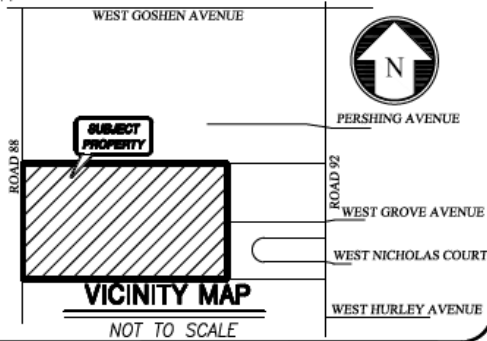 WEST GOSHEN AVENUE
N
PERSHING AVENUE
SUBJECT
PROPERTY
ROAD 88
ROAD 92
WEST GROVE AVENUE
WEST NICHOLAS COURT
VICINITY MAP
WEST HURLEY AVENUE
NOT TO SCALE